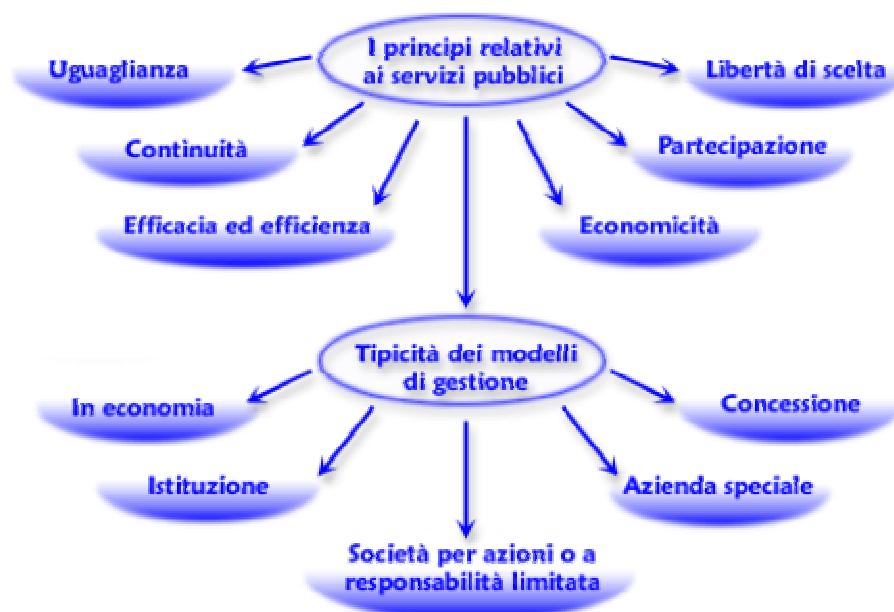 I principi relativi
ai servizi pubblici
Uguaglianza
Libertà di scelta
Continuità
Partecipazione
Efficacia ed efficienza
Economicità
Tipicità dei modelli
di gestione
In economia
Concessione
Istituzione
Azienda speciale
Società per azioni o a
responsabilità limitata